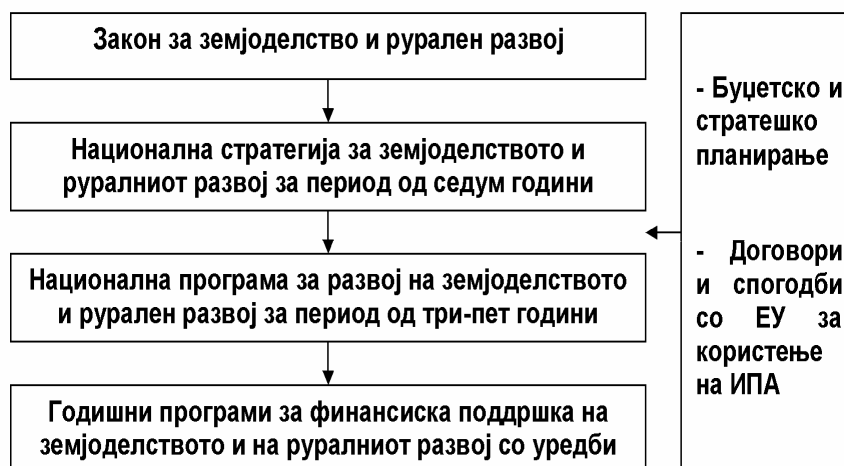 Закон за земјоделство и рурален развој
Национална стратегија за земјоделството и
руралниот развој за период од седум години
Национална програма за развој на земјоделството
и рурален развој за период од три-пет години
Годишни програми за финансиска поддршка на
земјоделството и на руралниот развој со уредби
- Буџетско и
стратешко
планирање
- Договори
и спогодби
со ЕУ за
користење
на ИПА